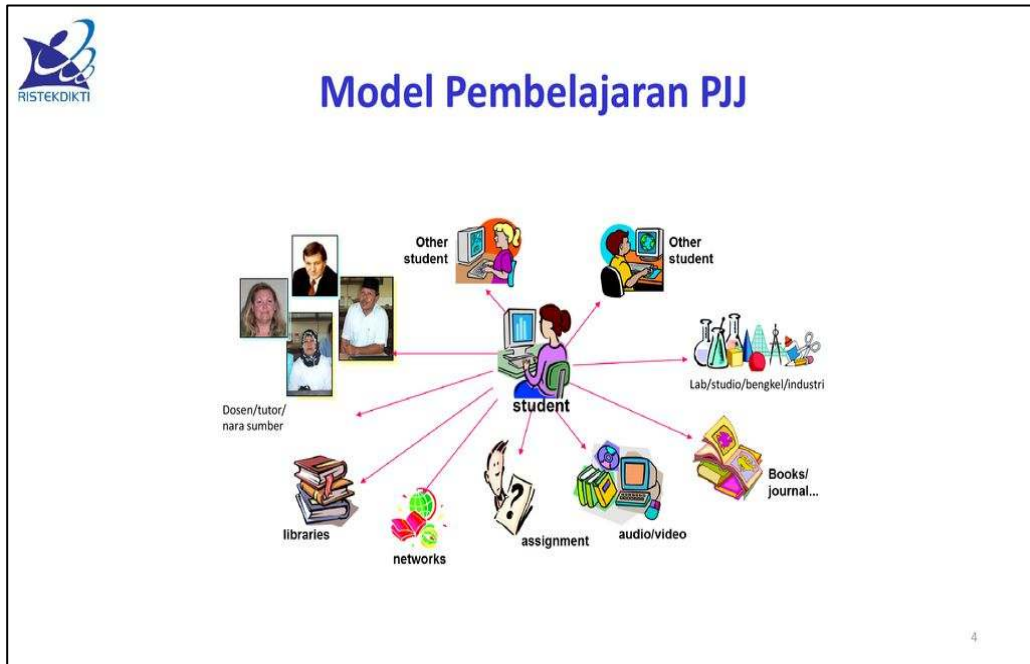 RISTEKDIKTI
Model Pembelajaran PJJ
Other
student
Other
student
Lab/studio/bengkel/industri
student
Dosen/tutor/
nara sumber
Books/
journal...
libraries
networks
?
assignment
audio/video
4